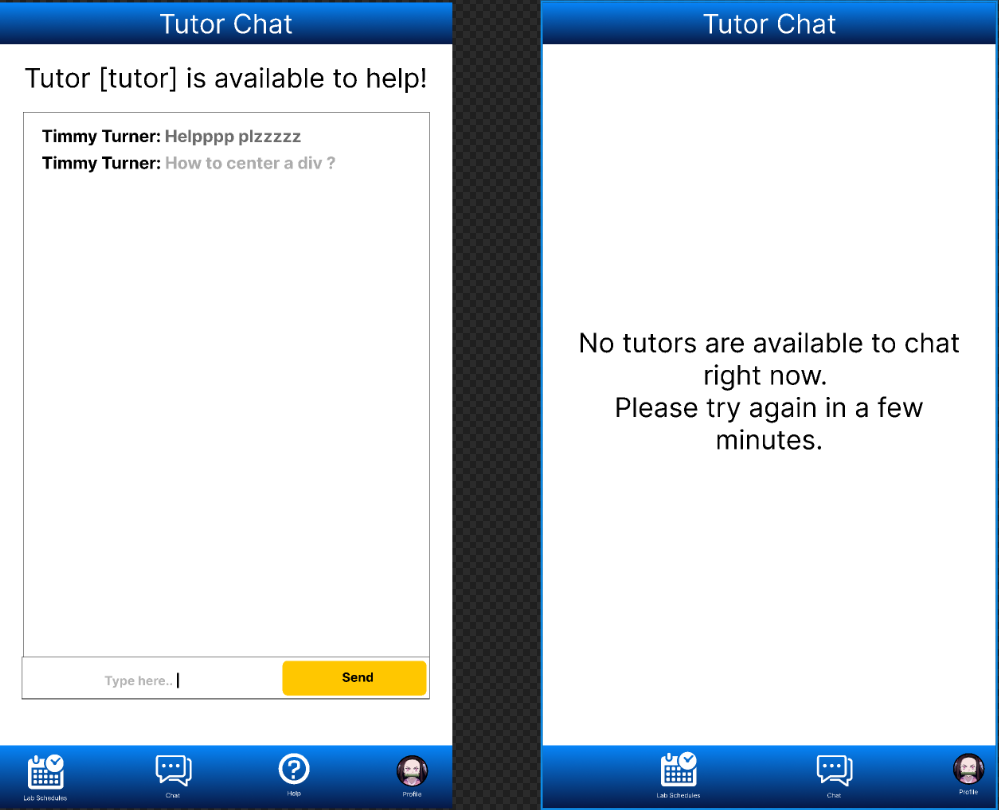 Tutor Chat
Tutor [tutor] is available to help!
Timmy Turner: Helpppp plzzzzz
Timmy Turner: How to center a div ?
Type here..
Send
Lab Schedules
Chat
Help
Profile
Tutor Chat
No tutors are available to chat
right now.
Please try again in a few
minutes.
Lab Schedules
Chat
Profile